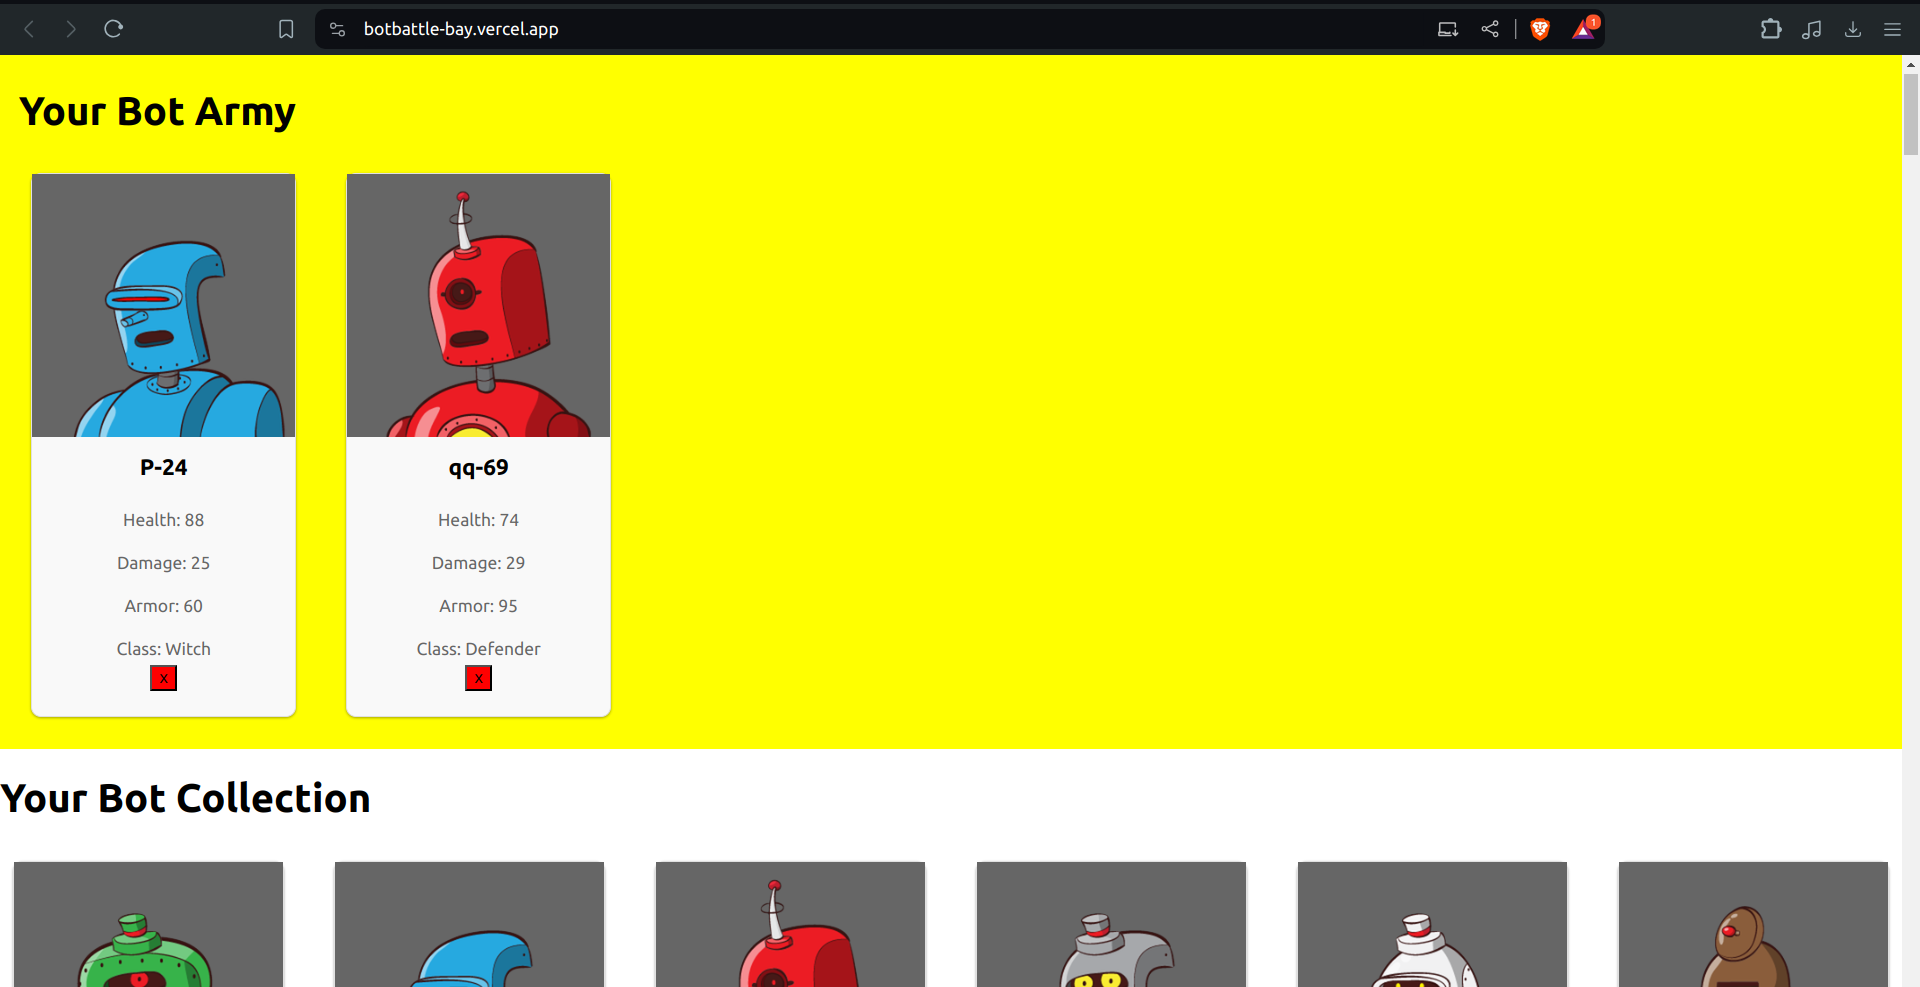 botbattle-bay.vercel.app
1
Your Bot Army
P-24
Health: 88
Damage: 25
Armor: 60
Class: Witch
x
qq-69
Health: 74
Damage: 29
Armor: 95
Class: Defender
x
Your Bot Collection